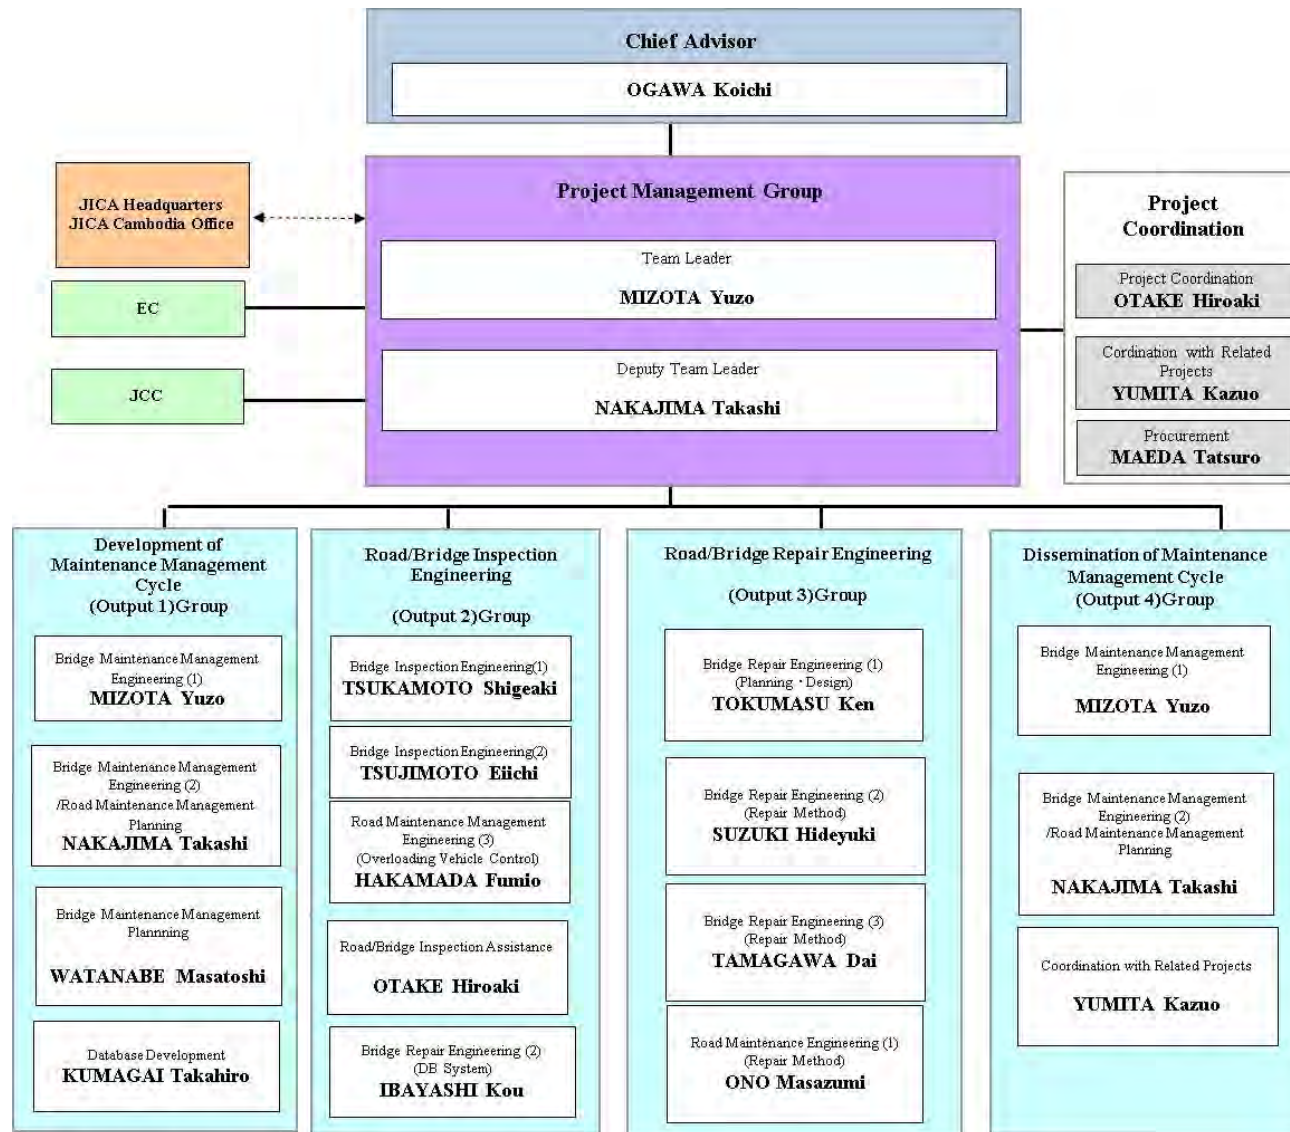 Chief Advisor
OGAWA Koichi
JICA Headquarters
JICA Cambodia Office
EC
JCC
Project Management Group
Team Leader
MIZOTA Yuzo
Deputy Team Leader
NAKAJIMA Takashi
Project
Coordination
Project Coordination
OTAKE Hiroaki
Cordination with Related
Projects
YUMITA Kazuo
Procurement
MAEDA Tatsuro
Development of
Maintenance Management
Cycle
(Output 1)Group
Bridge Maintenance Management
Engineering (1)
MIZOTA Yuzo
Bridge Maintenance Management
Engineering (2)
/Road Maintenance Management
Planning
NAKAJIMA Takashi
Bridge Maintenance Management
Plannning
WATANABE Masatoshi
Database Development
KUMAGAI Takahiro
Road/Bridge Inspection
Engineering
(Output 2)Group
Bridge Inspection Engineering(1)
TSUKAMOTO Shigeaki
Bridge Inspection Engineering(2)
TSUJIMOTO Eiichi
Road Maintenance Management
Engineering (3)
(Overloading Vehicle Control)
HAKAMADA Fumio
Road/Bridge Inspection Assistance
OTAKE Hiroaki
Bridge Repair Engineering (2)
(DB System)
IBAYASHI Kou
Road/Bridge Repair Engineering
(Output 3)Group
Bridge Repair Engineering (1)
(Planning・Design)
TOKUMASU Ken
Bridge Repair Engineering (2)
(Repair Method)
SUZUKI Hideyuki
Bridge Repair Engineering (3)
(Repair Method)
TAMAGAWA Dai
Road Maintenance Engineering (1)
(Repair Method)
ONO Masazumi
Dissemination of Maintenance
Management Cycle
(Output 4)Group
Bridge Maintenance Management
Engineering (1)
MIZOTA Yuzo
Bridge Maintenance Management
Engineering (2)
/Road Maintenance Management
Planning
NAKAJIMA Takashi
Coordination with Related Projects
YUMITA Kazuo